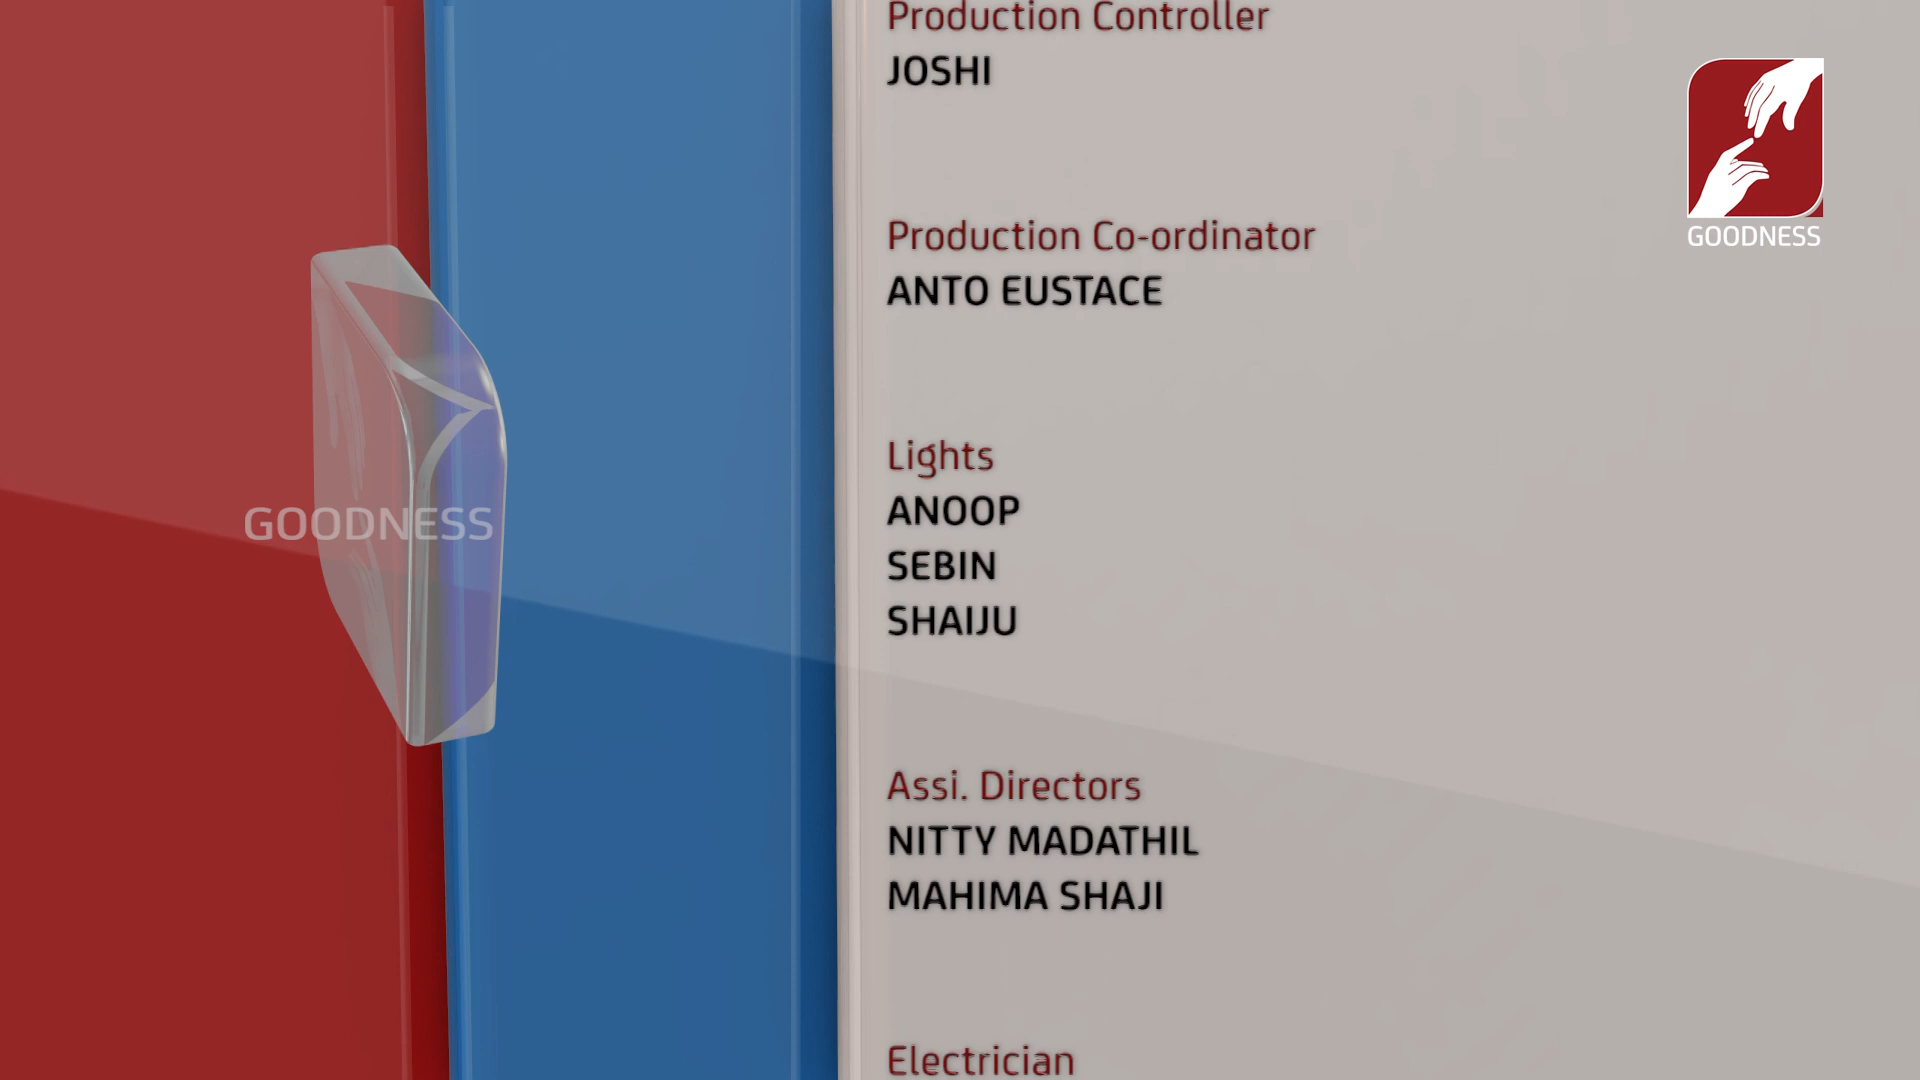 Production Controller
JOSHI
Production Co-ordinator
ANTO EUSTACE
Lights
ANOOP
SEBIN
SHAIJU
Assi. Directors
NITTY MADATHIL
MAHIMA SHAJI
Electrician
GOODNESS
GOODNESS